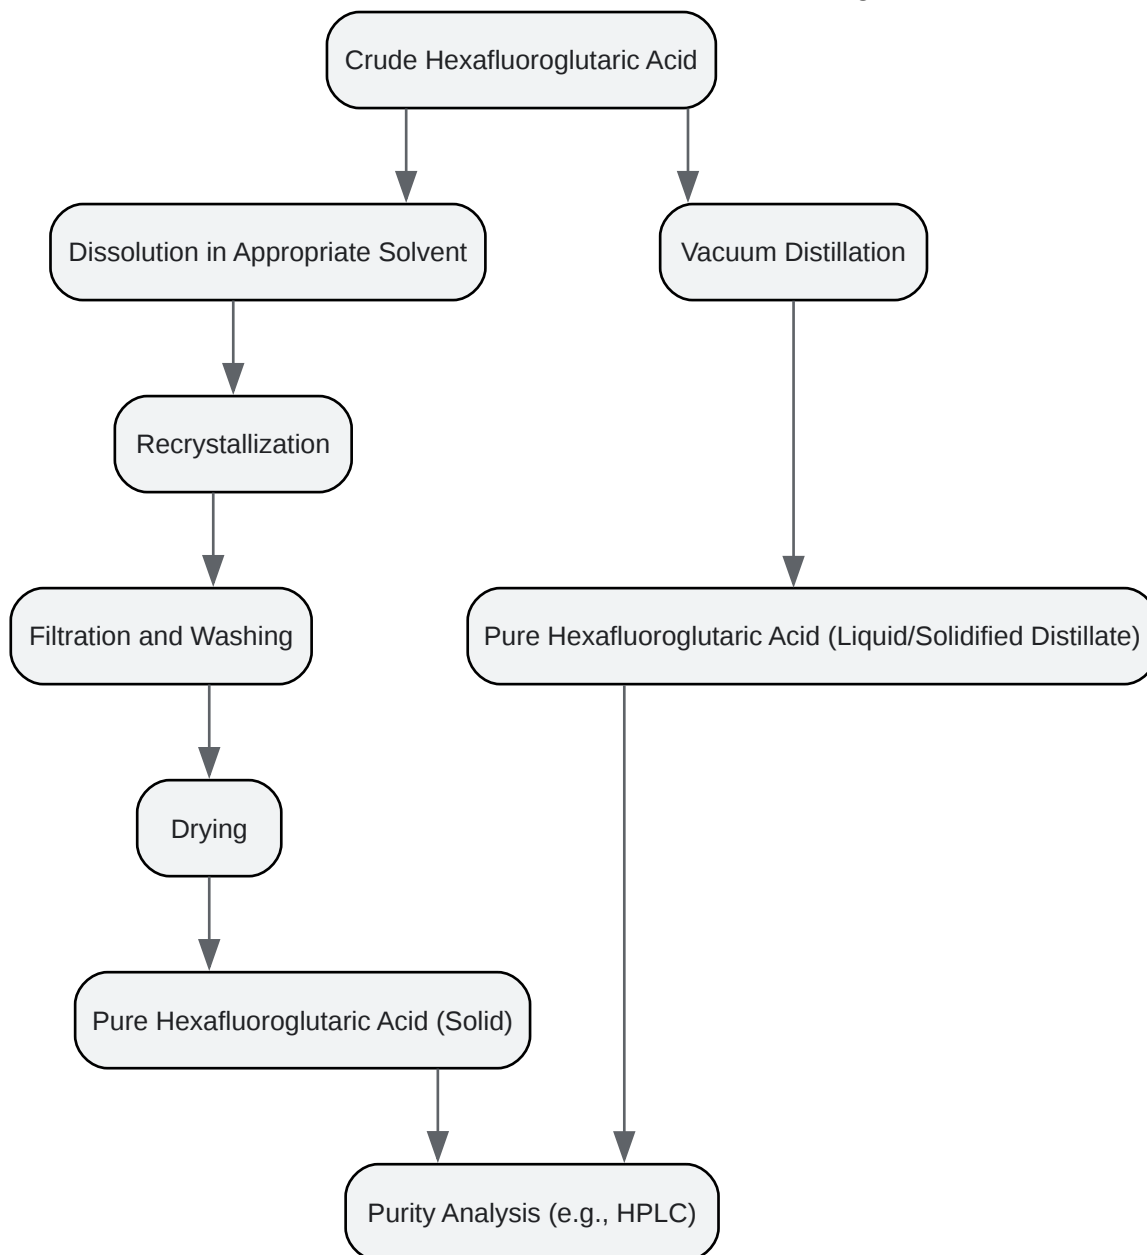 Crude Hexafluoroglutaric Acid
Dissolution in Appropriate Solvent
Vacuum Distillation
Recrystallization
Filtration and Washing
Pure Hexafluoroglutaric Acid (Liquid/Solidified Distillate)
Drying
Pure Hexafluoroglutaric Acid (Solid)
Purity Analysis (e.g., HPLC)